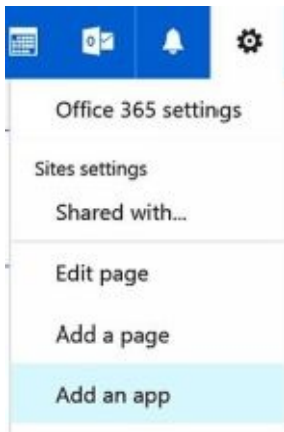 Office 365 settings
Sites settings
Shared with...
Edit page
Add a page
Add an app